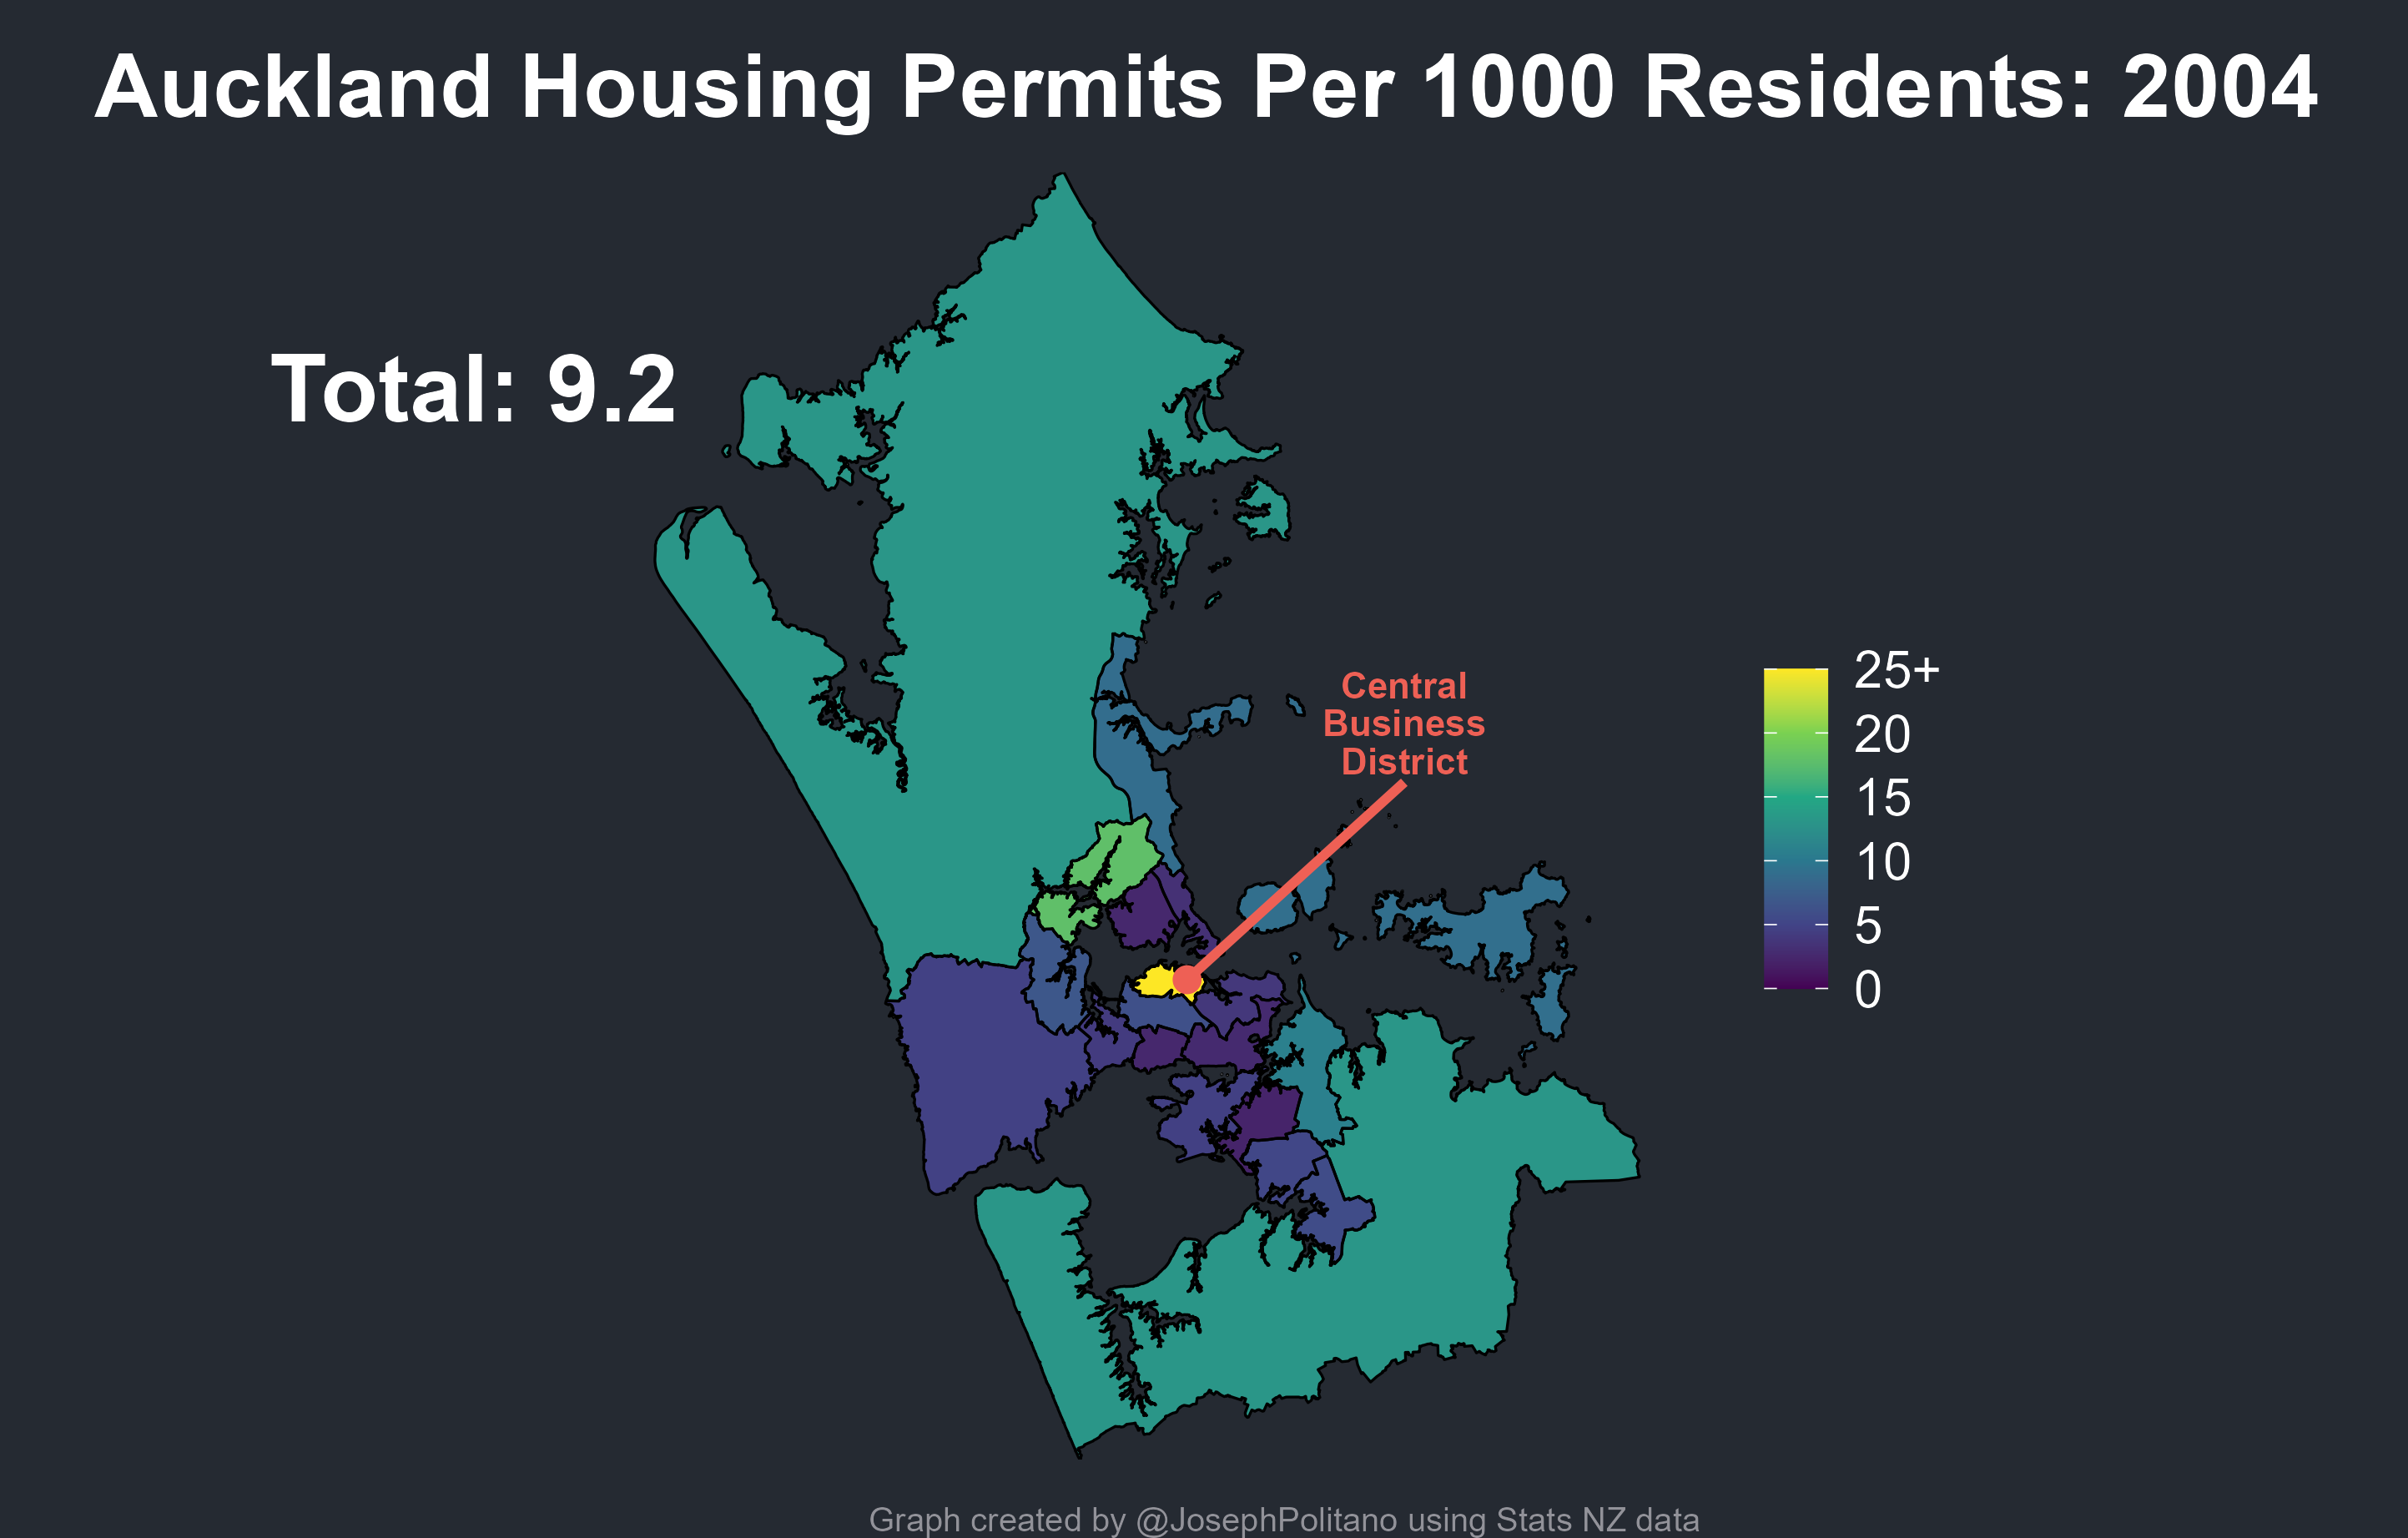 Auckland Housing Permits Per 1000 Residents: 2004
Total: 9.2
Central
Business
District
25+
20
15
10
5
0
Graph created by @JosephPolitano using Stats NZ data